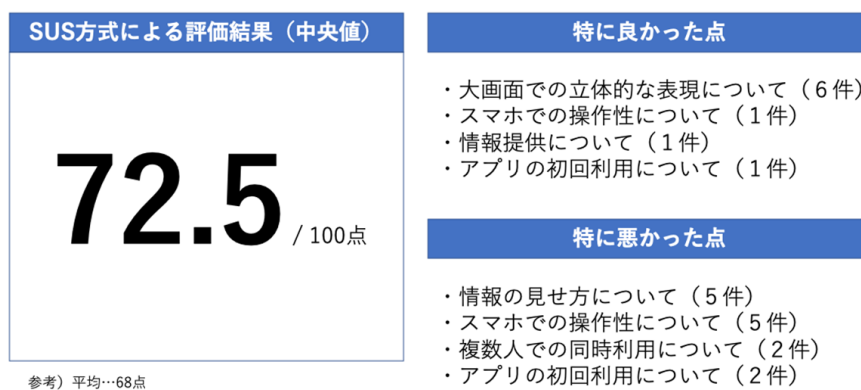 SUS方式による評価結果（中央値）
72.5 / 100点
参考）平均…68点
特に良かった点
・大画面での立体的な表現について（６件）
・スマホでの操作性について（１件）
・情報提供について（１件）
・アプリの初回利用について（１件）
特に悪かった点
・情報の見せ方について（５件）
・スマホでの操作性について（５件）
・複数人での同時利用について（２件）
・アプリの初回利用について（２件）